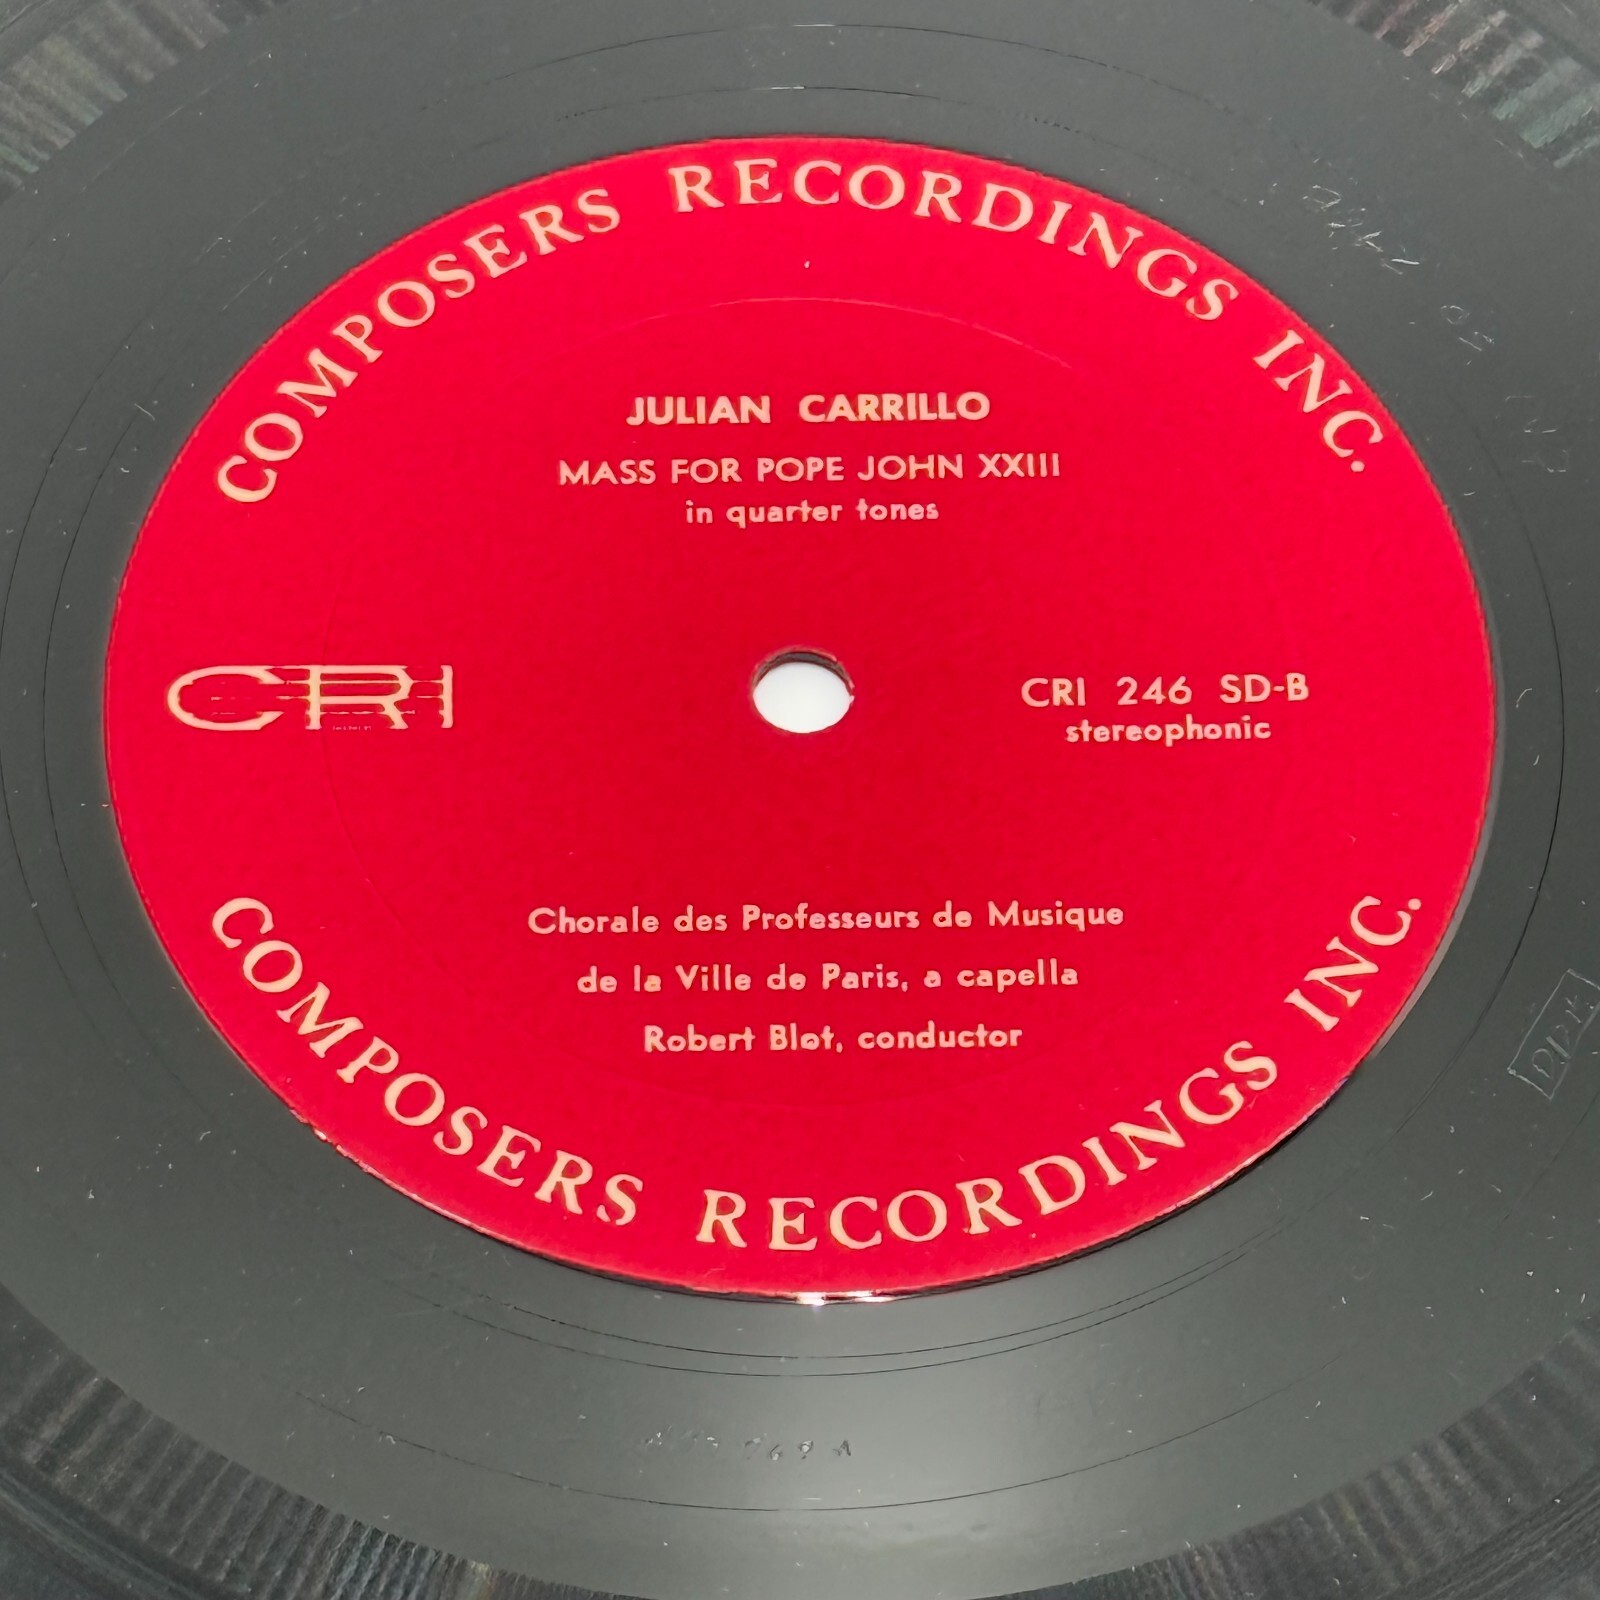 COMPOSERS RECORDINGS INC.
JULIAN CARRILLO
MASS FOR POPE JOHN XXIII
in quarter tones
CRI
CRI 246 SD-B
stereophonic
Chorale des Professeurs de Musique
de la Ville de Paris, a capella
Robert Blot, conductor
COMPOSERS RECORDINGS INC.